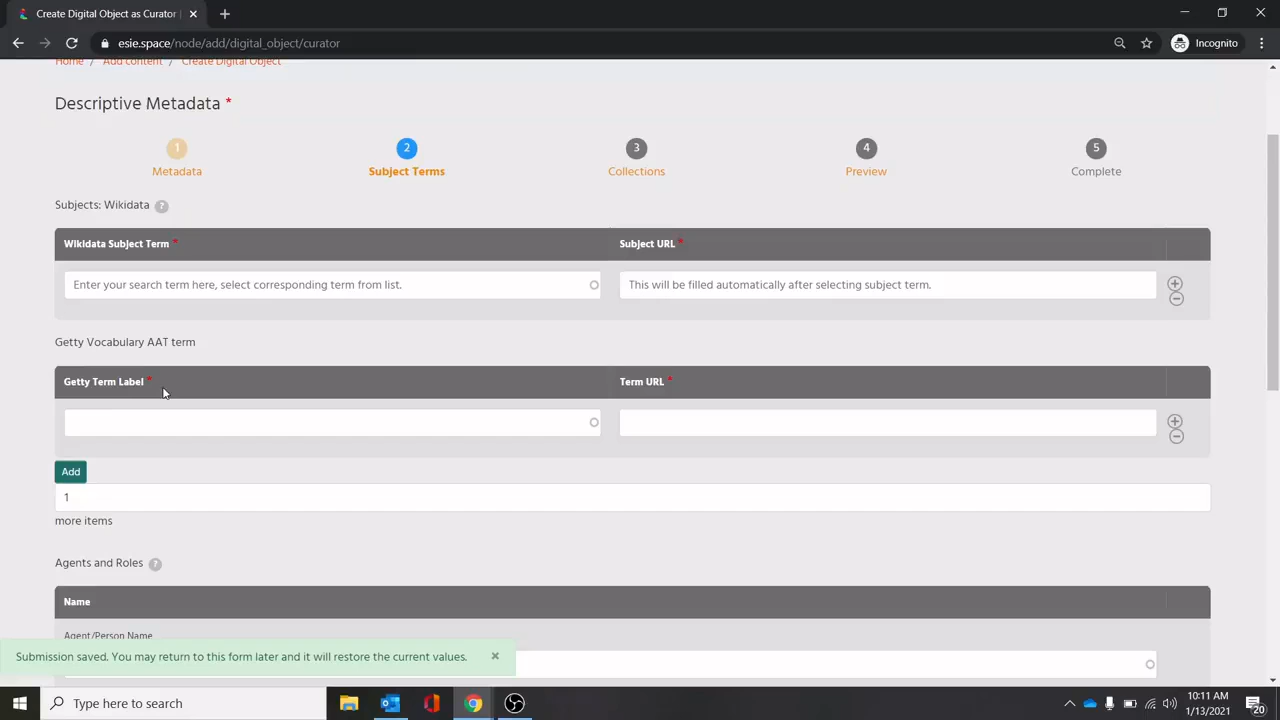 Create Digital Object as Curator
esie.space/node/add/digital_object/curator
Incognito
Home / Add content / Create Digital Object
Descriptive Metadata *
1 2 3 4 5
Metadata Subject Terms Collections Preview Complete
Subjects: Wikidata ?
Wikidata Subject Term * Subject URL *
Enter your search term here, select corresponding term from list. This will be filled automatically after selecting subject term.
Getty Vocabulary AAT term
Getty Term Label * Term URL *
Add
1
more items
Agents and Roles ?
Name
Agent/Person Name
Submission saved. You may return to this form later and it will restore the current values. ×
Type here to search
10:11 AM
1/13/2021
20